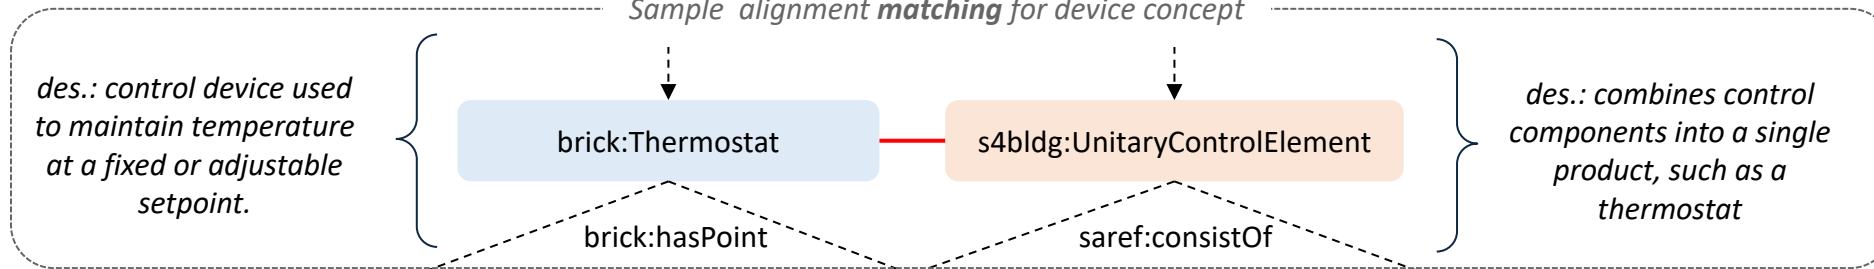 Sample alignment matching for device concept
des.: control device used
to maintain temperature
at a fixed or adjustable
setpoint.
brick:Thermostat
s4bldg:UnitaryControlElement
des.: combines control
components into a single
product, such as a
thermostat
brick:hasPoint
saref:consistOf